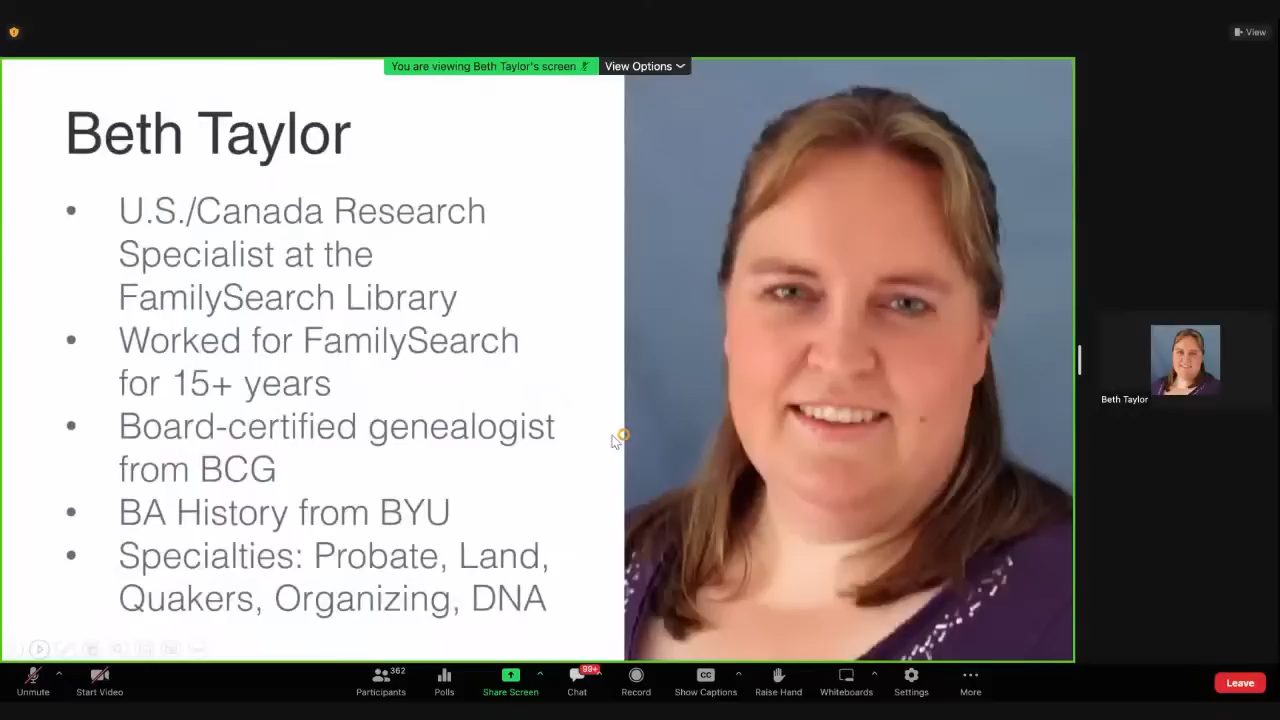 View
You are viewing Beth Taylor's screen
View Options
Beth Taylor
• U.S./Canada Research
Specialist at the
FamilySearch Library
• Worked for FamilySearch
for 15+ years
• Board-certified genealogist
from BCG
• BA History from BYU
• Specialties: Probate, Land,
Quakers, Organizing, DNA
Beth Taylor
362
99+
CC
Unmute
Start Video
Participants
Polls
Share Screen
Chat
Record
Show Captions
Raise Hand
Whiteboards
Settings
More
Leave